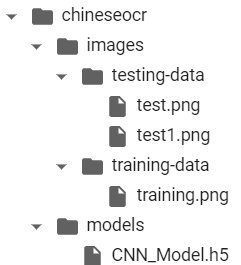 chineseocr
images
testing-data
test.png
test1.png
training-data
training.png
models
CNN_Model.h5